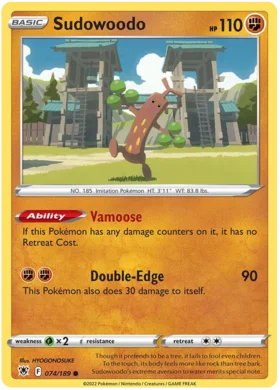 BASIC Sudowoodo HP 110
NO. 185 Imitation Pokémon HT: 3'11" WT: 83.8 lbs.
Ability Vamoose
If this Pokémon has any damage counters on it, it has no
Retreat Cost.
Double-Edge 90
This Pokémon also does 30 damage to itself.
weakness ×2 resistance retreat
Illus. HYOGONOSUKE
F 074/189
Though it pretends to be a tree, it fails to fool even children.
To the touch, it feels more like rock than tree bark.
Sudowoodo's extreme aversion to water merits special note.
©2022 Pokémon / Nintendo / Creatures / GAME FREAK